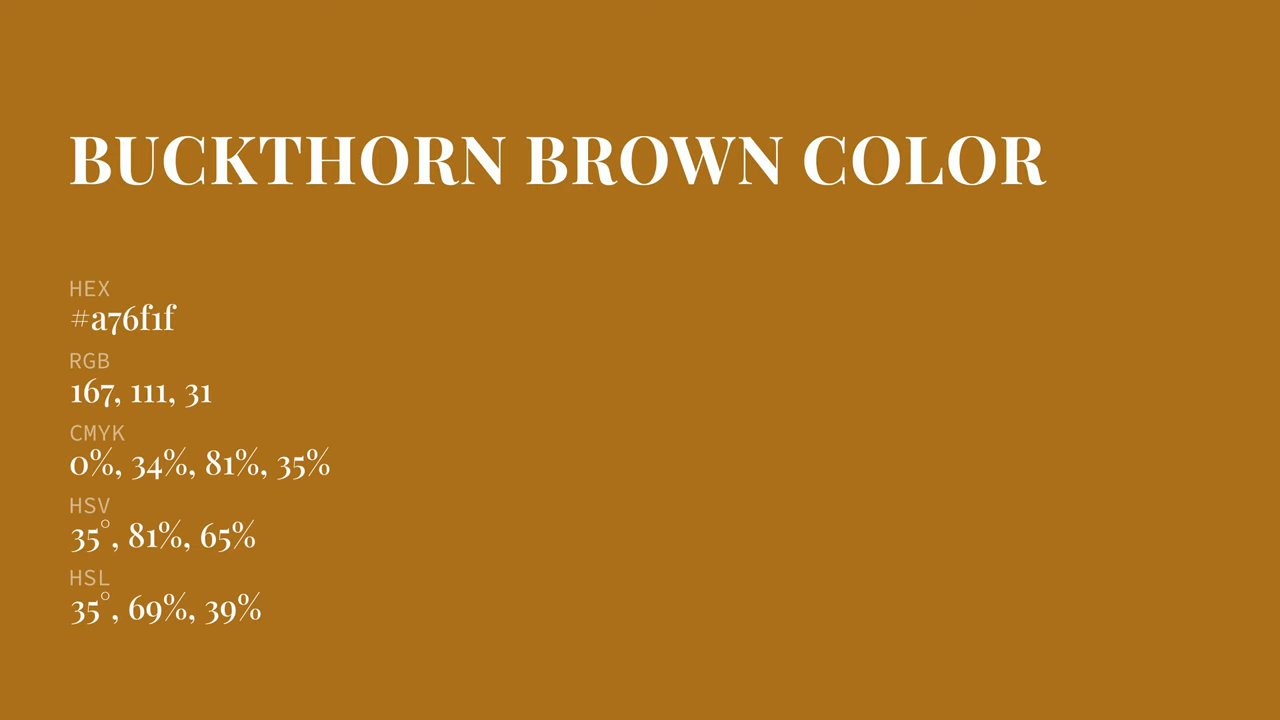 BUCKTHORN BROWN COLOR
HEX
#a76f1f
RGB
167, 111, 31
CMYK
0%, 34%, 81%, 35%
HSV
35°, 81%, 65%
HSL
35°, 69%, 39%